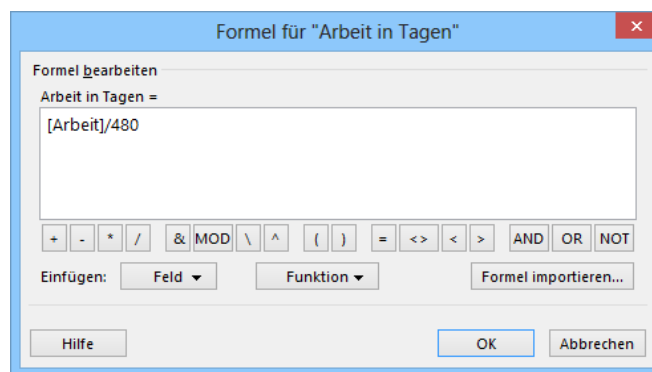 Formel für "Arbeit in Tagen"
Formel bearbeiten
Arbeit in Tagen =
[Arbeit]/480
+ - * / & MOD \ ^ ( ) = <> < > AND OR NOT
Einfügen: Feld Funktion Formel importieren...
Hilfe OK Abbrechen